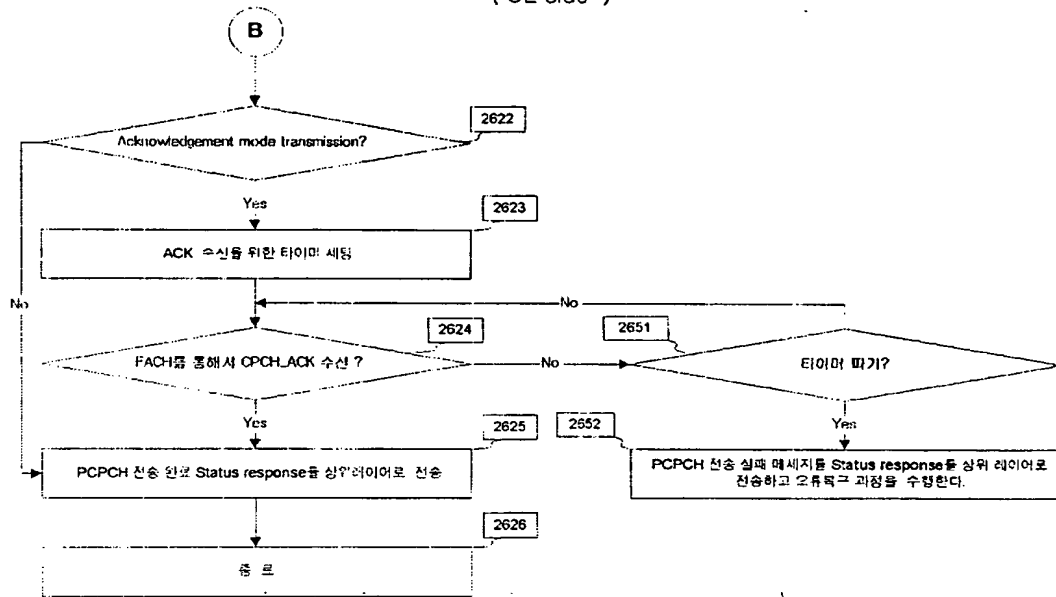 B
2622
Acknowledgement mode transmission?
Yes
2623
ACK 수신을 위한 타이머 세팅
No
No
2624
2651
FACH를 통해서 CPCH_ACK 수신 ?
No
타이머
Yes
Yes
2625
2652
PCPCH 전송 완료 Status response를 상위레이어로 전송
PCPCH 전송 실패 메세지를 Status response를 상위 레이어로
전송하고 오류복구 과정을 수행한다.
2626
종 료